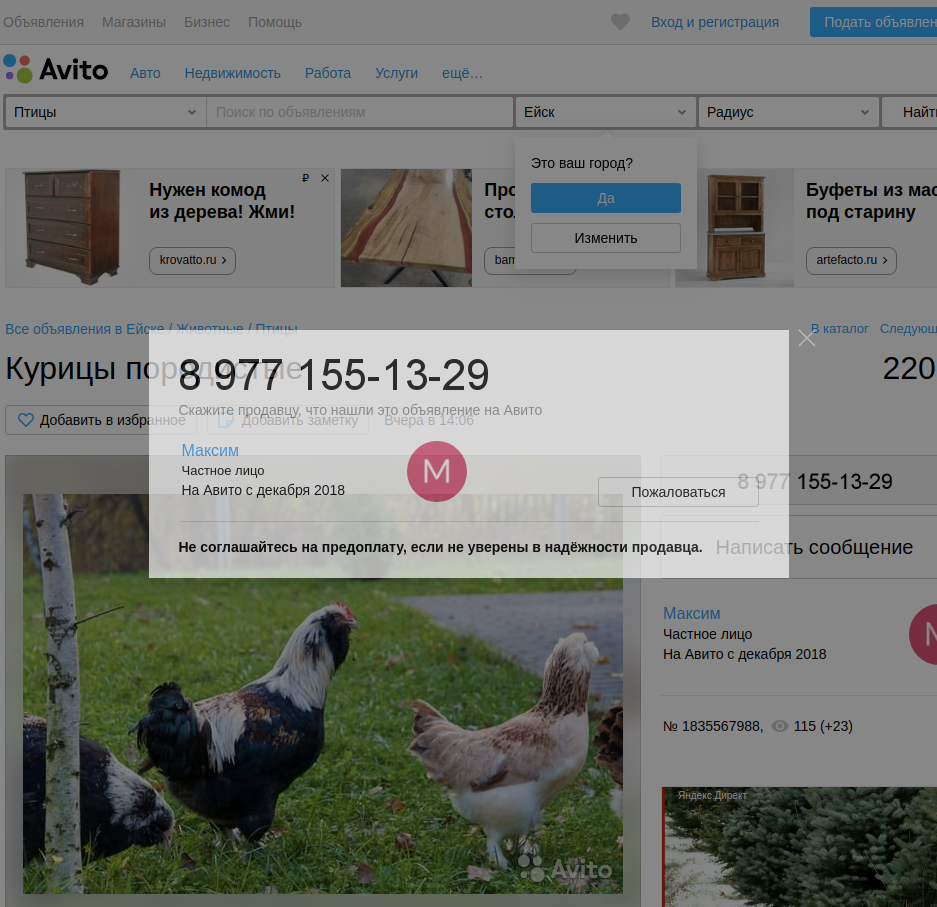 Объявления Магазины Бизнес Помощь
Вход и регистрация
Подать объявлен
Avito
Авто Недвижимость Работа Услуги ещё…
Птицы
Поиск по объявлениям
Ейск
Радиус
Найти
Это ваш город?
Да
Изменить
Нужен комод
из дерева! Жми!
₽
krovatto.ru
Буфеты из мас
под старину
artefacto.ru
Все объявления в Ейске / Животные / Птицы
В каталог Следующ
Курицы породистые
220
8 977 155-13-29
Скажите продавцу, что нашли это объявление на Авито
Добавить в избранное
Добавить заметку
Вчера в 14:06
Максим
Частное лицо
На Авито с декабря 2018
М
Пожаловаться
Не соглашайтесь на предоплату, если не уверены в надёжности продавца.
8 977 155-13-29
Написать сообщение
Максим
Частное лицо
На Авито с декабря 2018
№ 1835567988, 115 (+23)
Яндекс.Директ
Avito